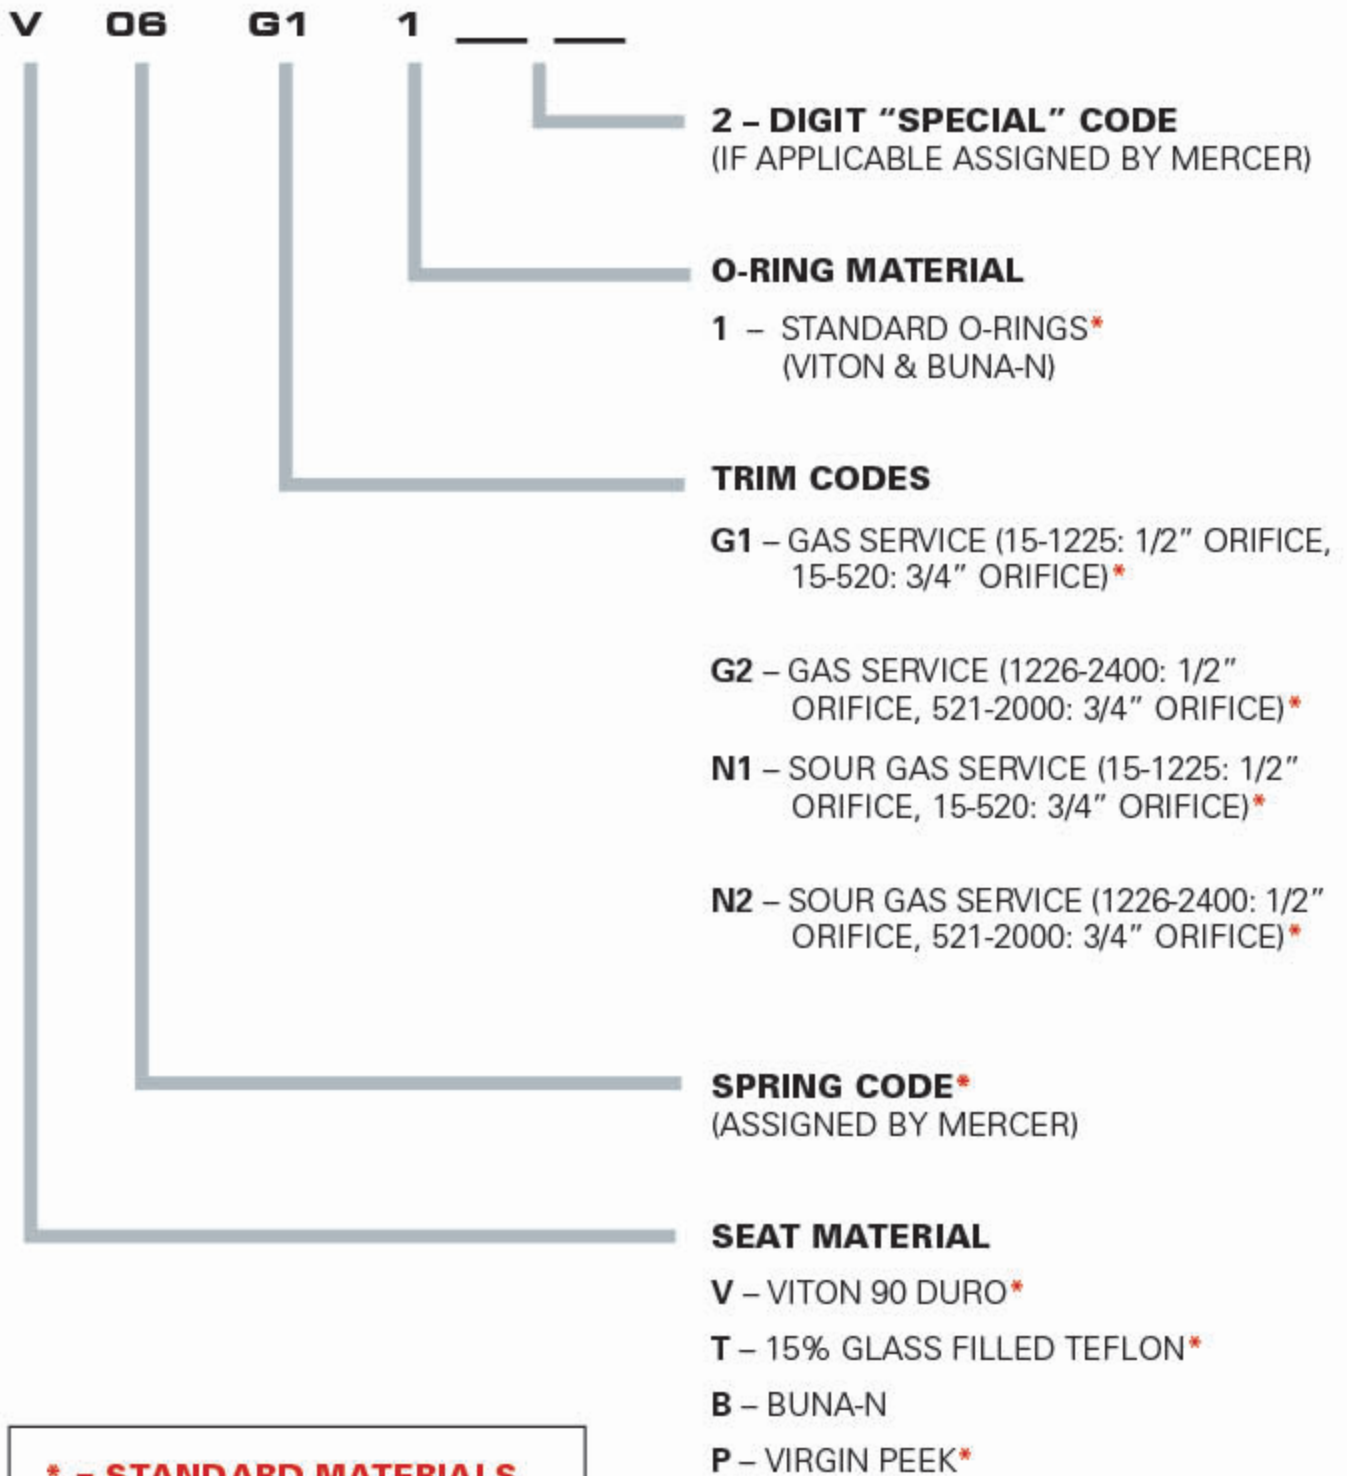 V 06 G1 1 __ __
2 – DIGIT “SPECIAL” CODE
(IF APPLICABLE ASSIGNED BY MERCER)
O-RING MATERIAL
1 – STANDARD O-RINGS*
(VITON & BUNA-N)
TRIM CODES
G1 – GAS SERVICE (15-1225: 1/2” ORIFICE,
15-520: 3/4” ORIFICE)*
G2 – GAS SERVICE (1226-2400: 1/2”
ORIFICE, 521-2000: 3/4” ORIFICE)*
N1 – SOUR GAS SERVICE (15-1225: 1/2”
ORIFICE, 15-520: 3/4” ORIFICE)*
N2 – SOUR GAS SERVICE (1226-2400: 1/2”
ORIFICE, 521-2000: 3/4” ORIFICE)*
SPRING CODE*
(ASSIGNED BY MERCER)
SEAT MATERIAL
V – VITON 90 DURO*
T – 15% GLASS FILLED TEFLON*
B – BUNA-N
P – VIRGIN PEEK*
* – STANDARD MATERIALS